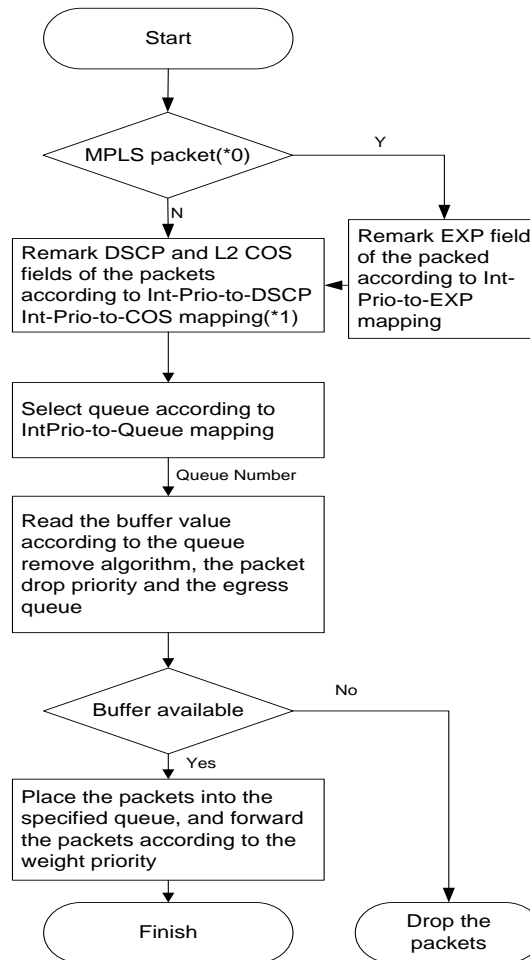 Start
MPLS packet(*0)
Y
N
Remark DSCP and L2 COS
fields of the packets
according to Int-Prio-to-DSCP
Int-Prio-to-COS mapping(*1)
Remark EXP field
of the packed
according to Int-
Prio-to-EXP
mapping
Select queue according to
IntPrio-to-Queue mapping
Queue Number
Read the buffer value
according to the queue
remove algorithm, the packet
drop priority and the egress
queue
Buffer available
No
Yes
Place the packets into the
specified queue, and forward
the packets according to the
weight priority
Finish
Drop the
packets